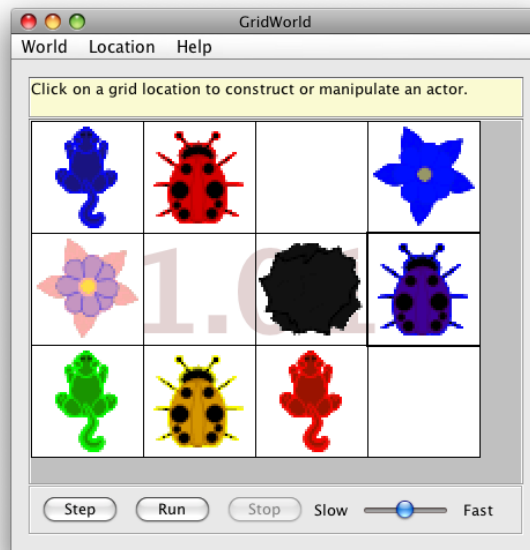 GridWorld
World Location Help
Click on a grid location to construct or manipulate an actor.
Step Run Stop Slow Fast